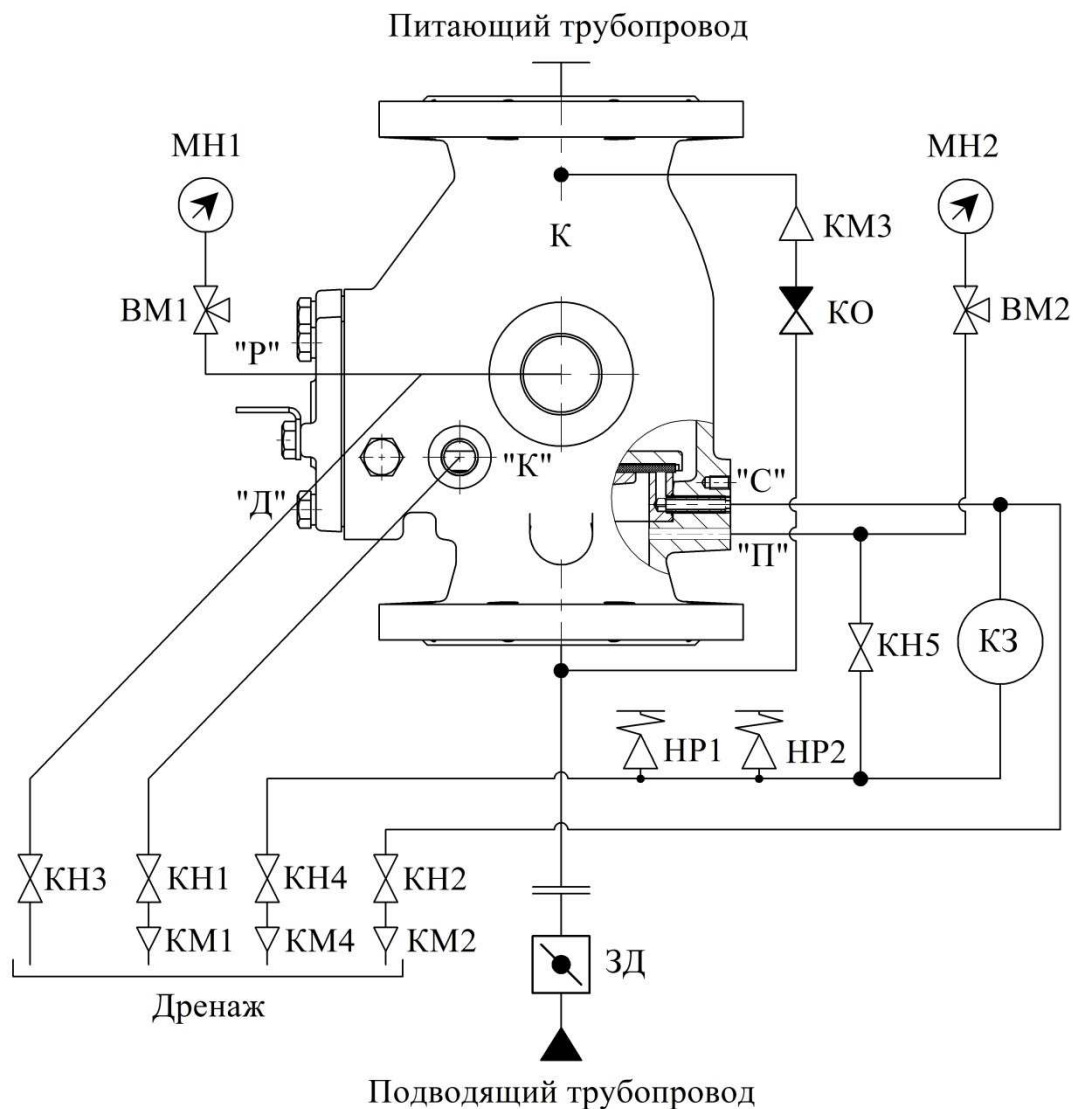 Питающий трубопровод
МН1
МН2
К
КМ3
ВМ1
КО
ВМ2
"Р"
"К"
"С"
"Д"
"П"
КН5
КЗ
НР1
НР2
КН3
КН1
КН4
КН2
КМ1
КМ4
КМ2
ЗД
Дренаж
Подводящий трубопровод